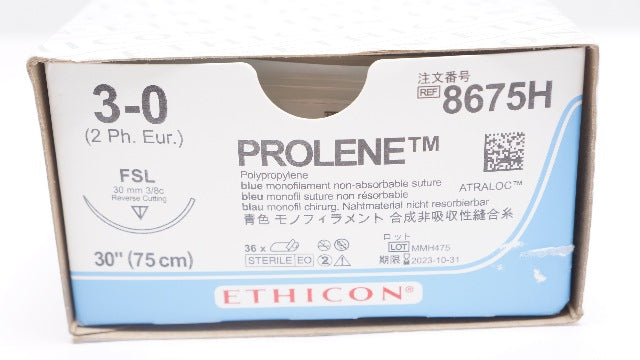 3-0
(2 Ph. Eur.)
FSL
30 mm 3/8c
Reverse Cutting
30" (75 cm)
注文番号
REF 8675H
PROLENE™
Polypropylene
blue monofilament non-absorbable suture
bleu monofil suture non résorbable
blau monofil chirurg. Nahtmaterial nicht resorbierbar
青色 モノフィラメント 合成非吸収性縫合糸
ATRALOC™
36 x
STERILE EO
2
ロット
LOT MMH475
期限 2023-10-31
ETHICON®